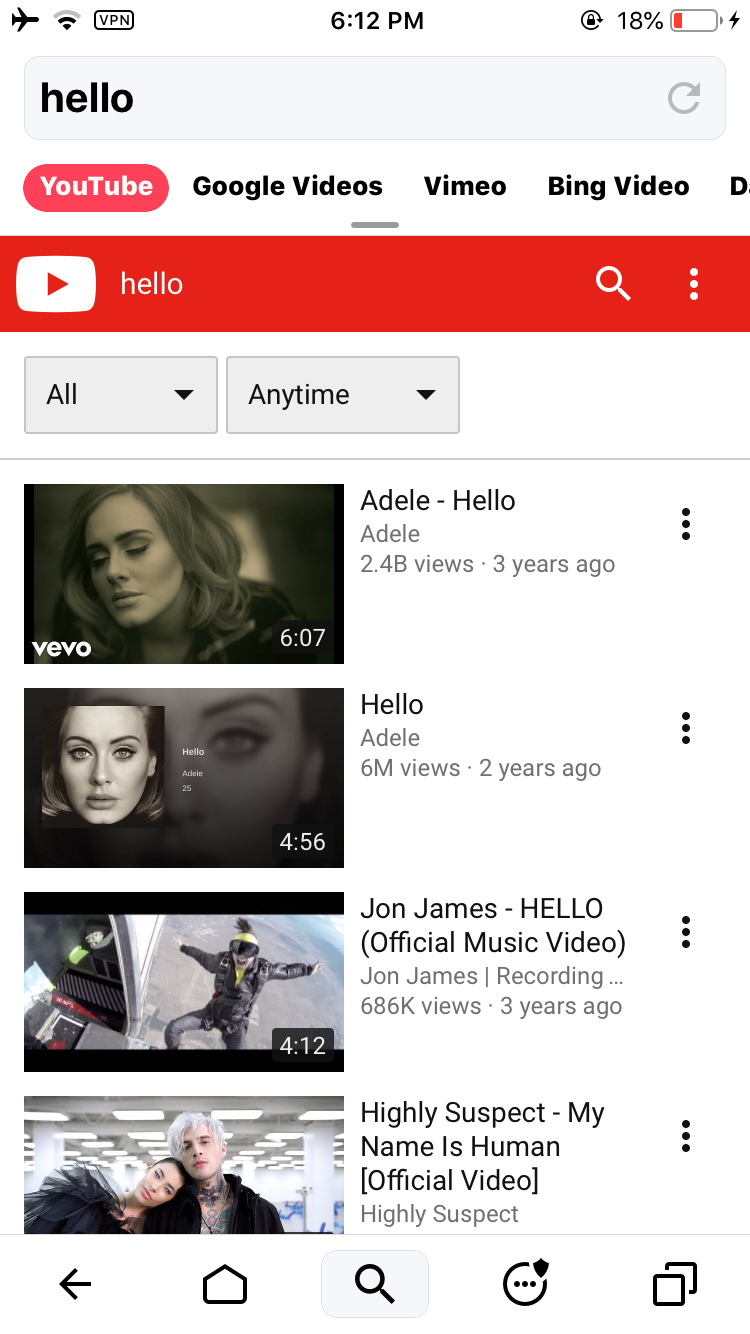 VPN 6:12 PM 18%
hello
YouTube Google Videos Vimeo Bing Video
hello
All Anytime
Adele - Hello
Adele
2.4B views · 3 years ago
vevo 6:07
Hello
Adele
6M views · 2 years ago
Hello
Adele
25
4:56
Jon James - HELLO
(Official Music Video)
Jon James | Recording ...
686K views · 3 years ago
4:12
Highly Suspect - My
Name Is Human
[Official Video]
Highly Suspect